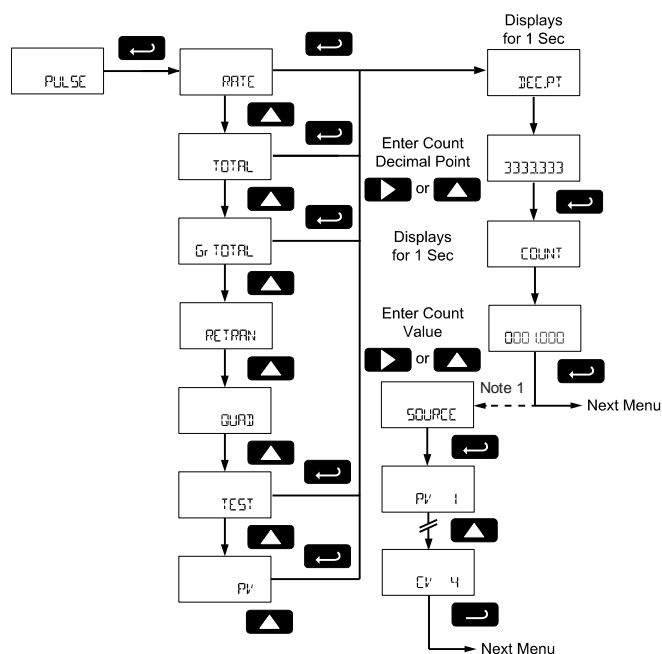 Displays
for 1 Sec
PULSE
RATE
DEC.PT
TOTAL
Enter Count
Decimal Point
or
3333.333
Gr TOTAL
Displays
for 1 Sec
COUNT
RETRAN
Enter Count
Value
or
0001.000
QUAD
SOURCE
Note 1
Next Menu
TEST
PV 1
PV
CV 4
Next Menu